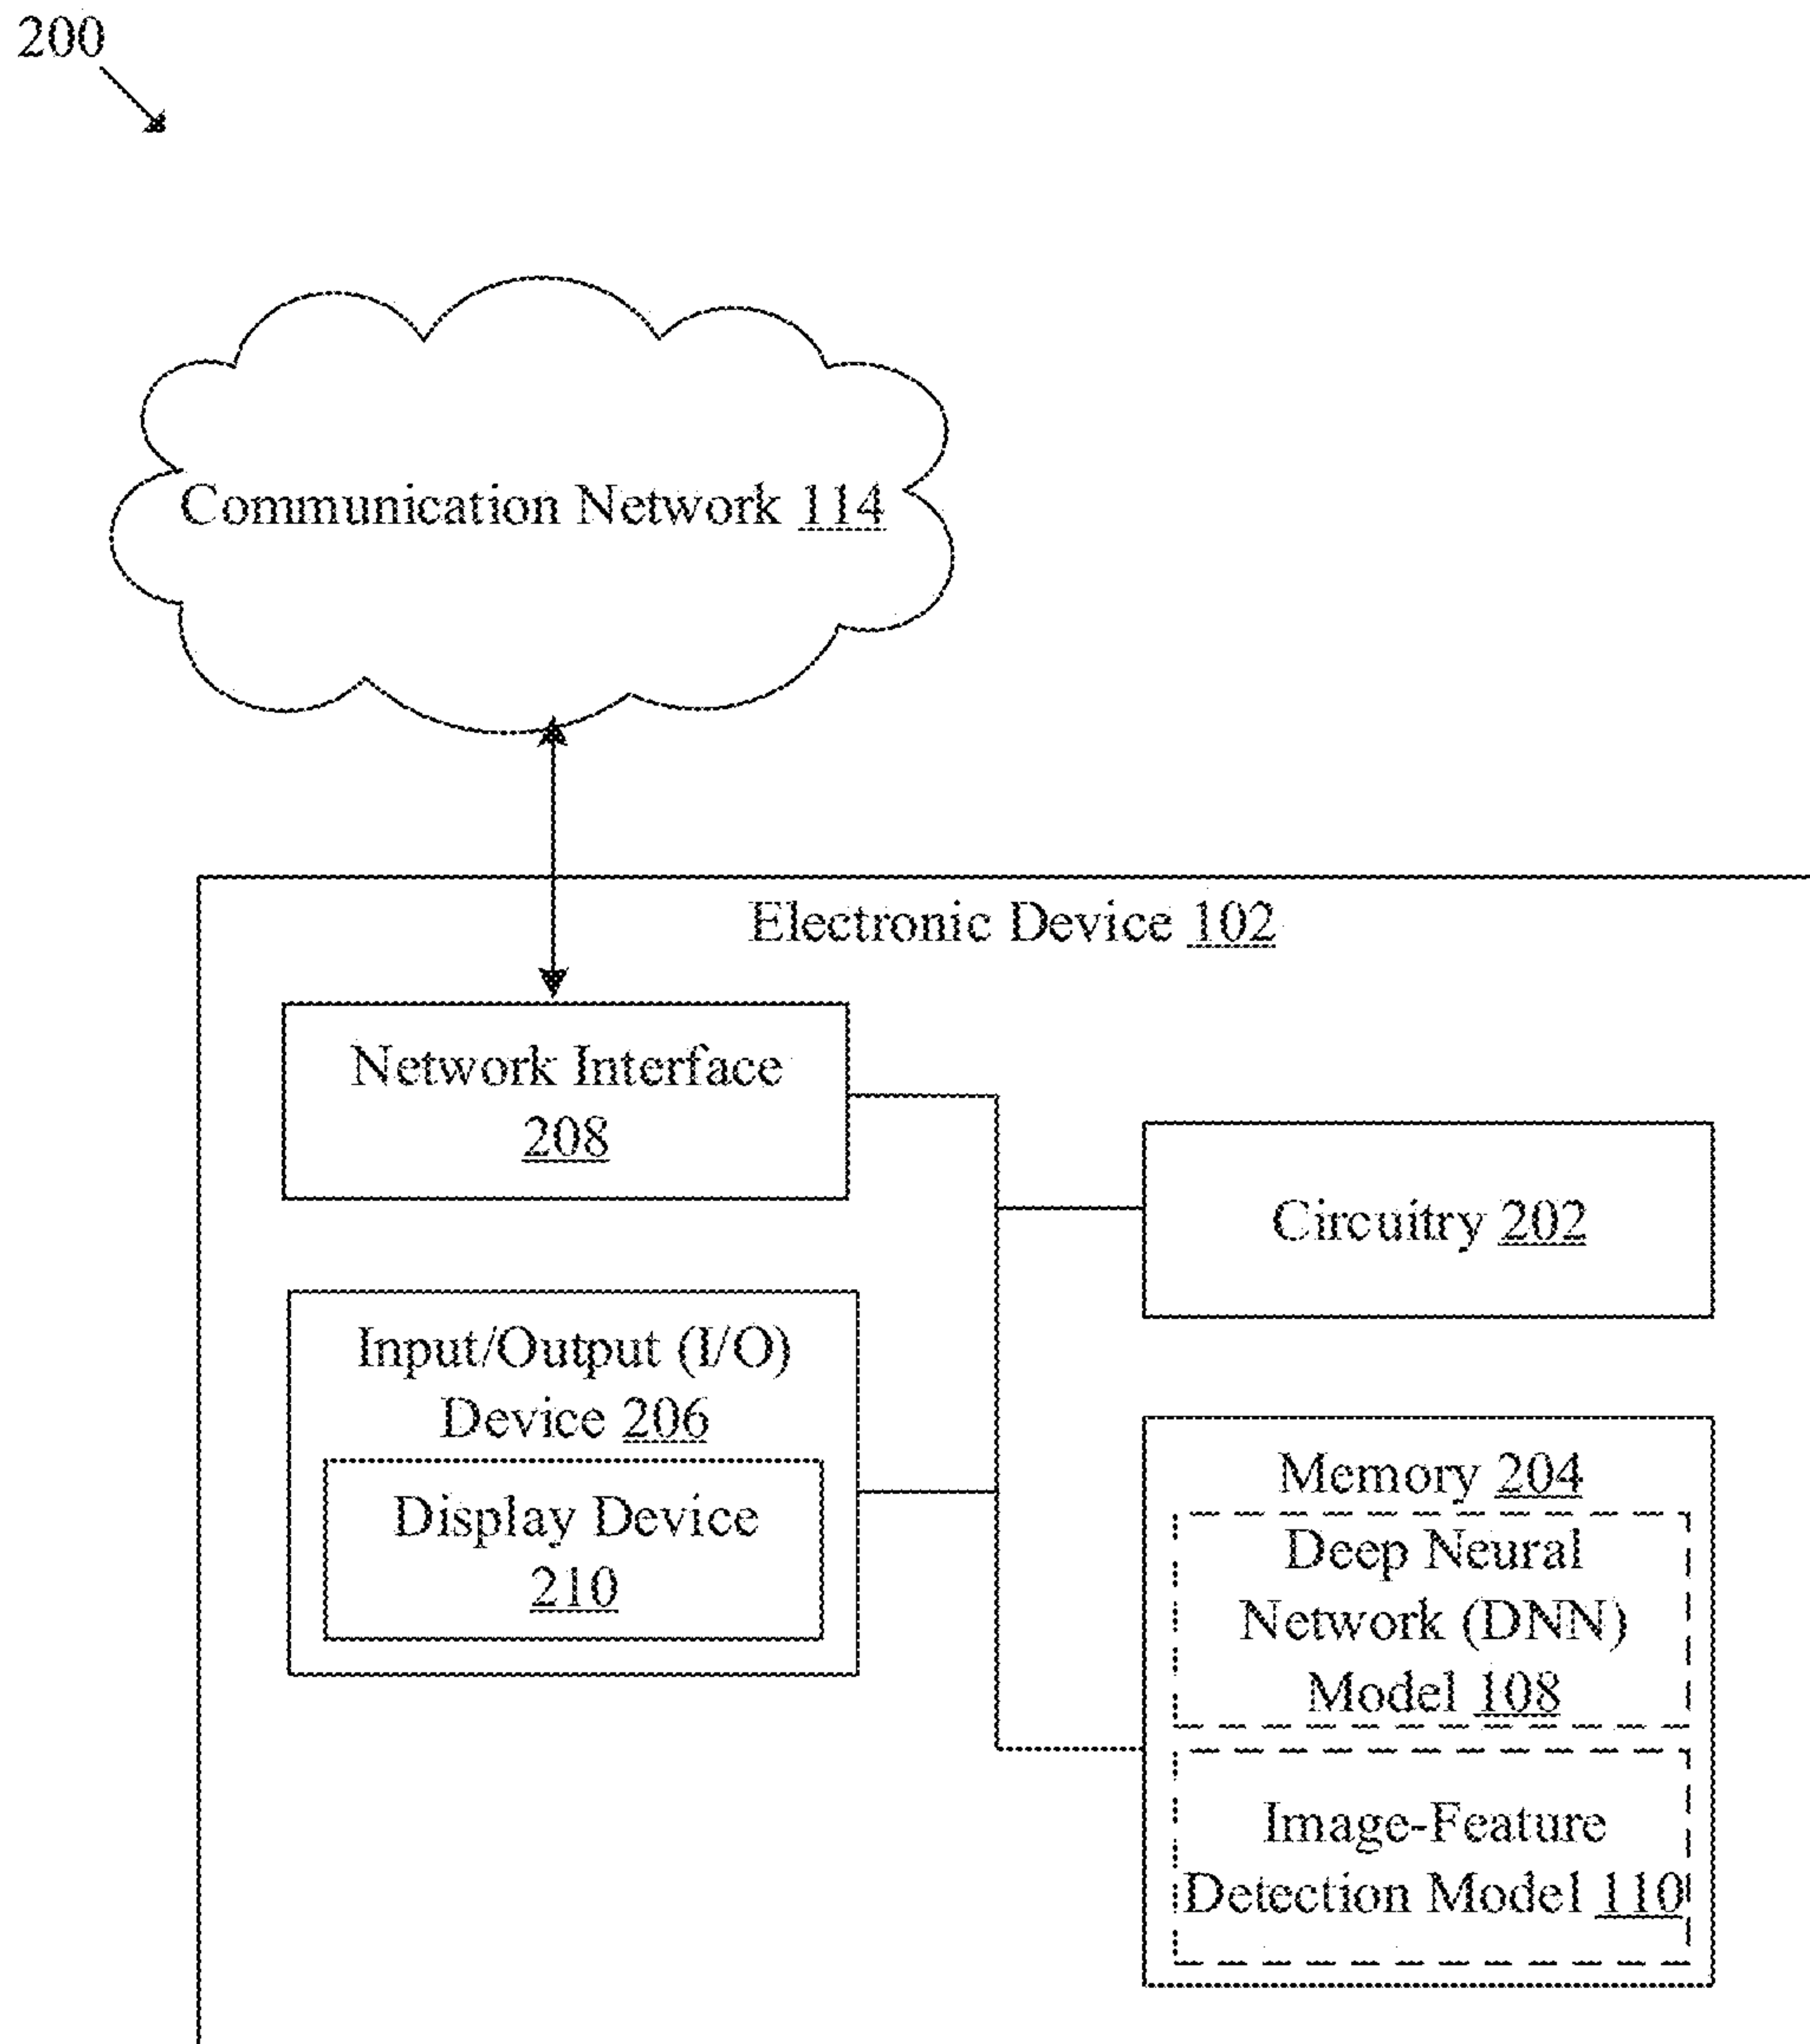 200
Communication Network 114
Electronic Device 102
Network Interface
208
Circuitry 202
Input/Output (I/O)
Device 206
Display Device
210
Memory 204
Deep Neural
Network (DNN)
Model 108
Image-Feature
Detection Model 110